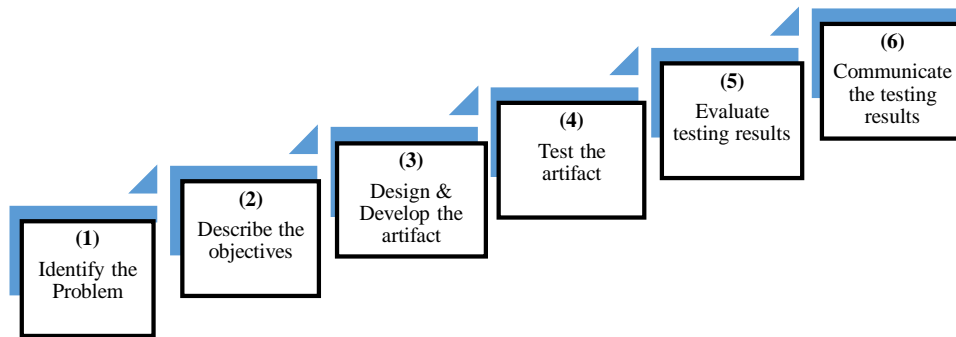 (1)
Identify the
Problem
(2)
Describe the
objectives
(3)
Design &
Develop the
artifact
(4)
Test the
artifact
(5)
Evaluate
testing results
(6)
Communicate
the testing
results